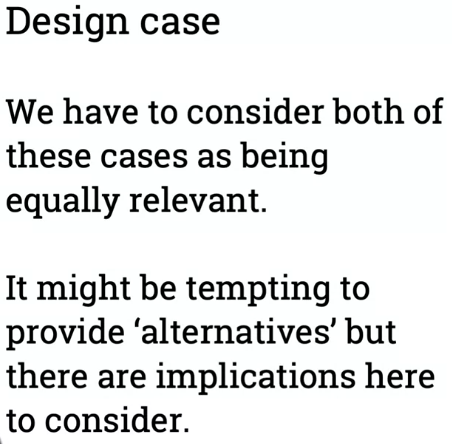 Design case
We have to consider both of
these cases as being
equally relevant.
It might be tempting to
provide ‘alternatives’ but
there are implications here
to consider.